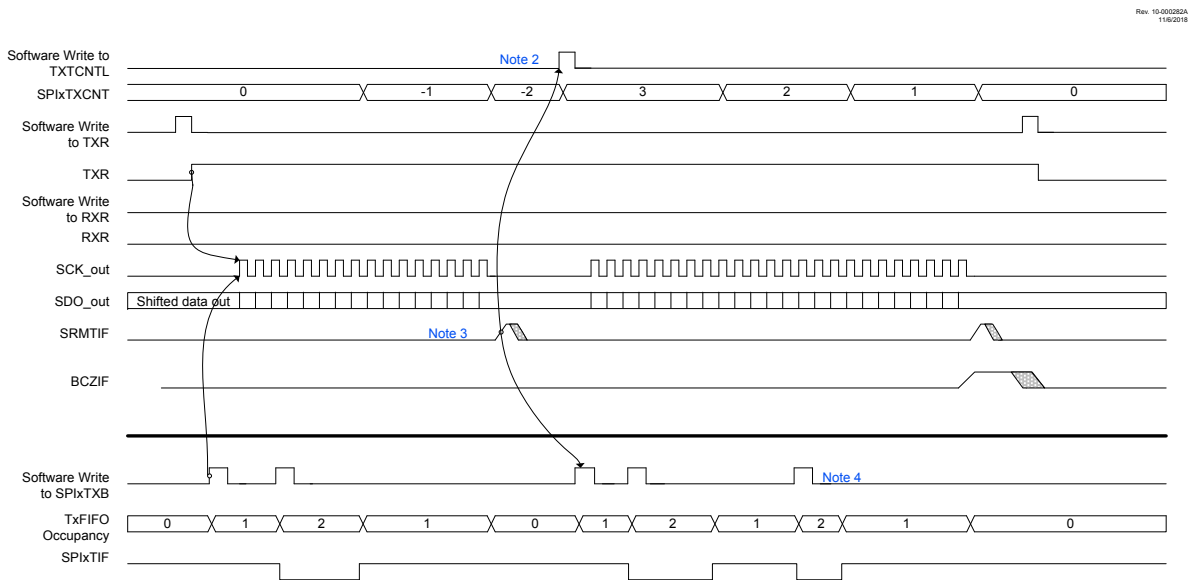 Rev. 10-000282A
11/6/2018
Software Write to
TXTCNTL
Note 2
SPIxTXCNT
0 -1 -2 3 2 1 0
Software Write
to TXR
TXR
Software Write
to RXR
RXR
SCK_out
SDO_out
Shifted data out
SRMTIF
Note 3
BCZIF
Software Write
to SPIxTXB
Note 4
TxFIFO
Occupancy
0 1 2 1 0 1 2 1 2 1 0
SPIxTIF